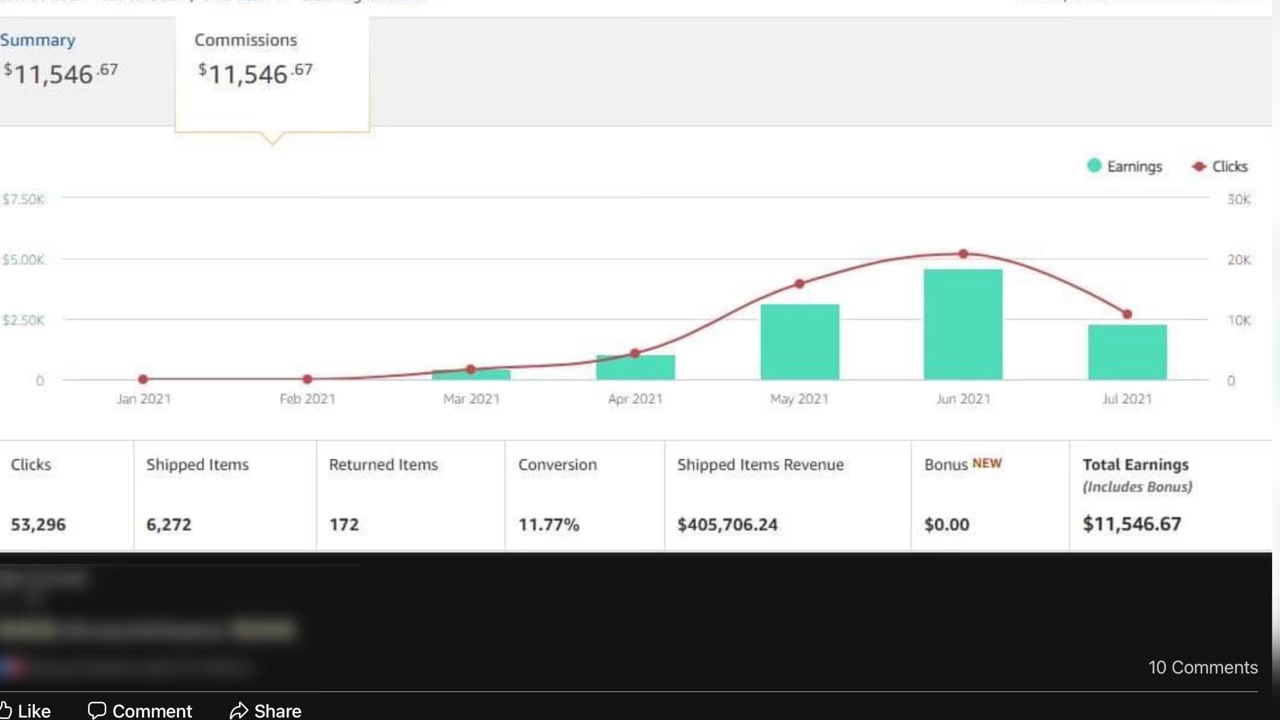 Summary
$11,546.67
Commissions
$11,546.67
Earnings
Clicks
$7.50K
30K
$5.00K
20K
$2.50K
10K
0
0
Jan 2021
Feb 2021
Mar 2021
Apr 2021
May 2021
Jun 2021
Jul 2021
Clicks
53,296
Shipped Items
6,272
Returned Items
172
Conversion
11.77%
Shipped Items Revenue
$405,706.24
Bonus NEW
$0.00
Total Earnings
(Includes Bonus)
$11,546.67
10 Comments
Like
Comment
Share